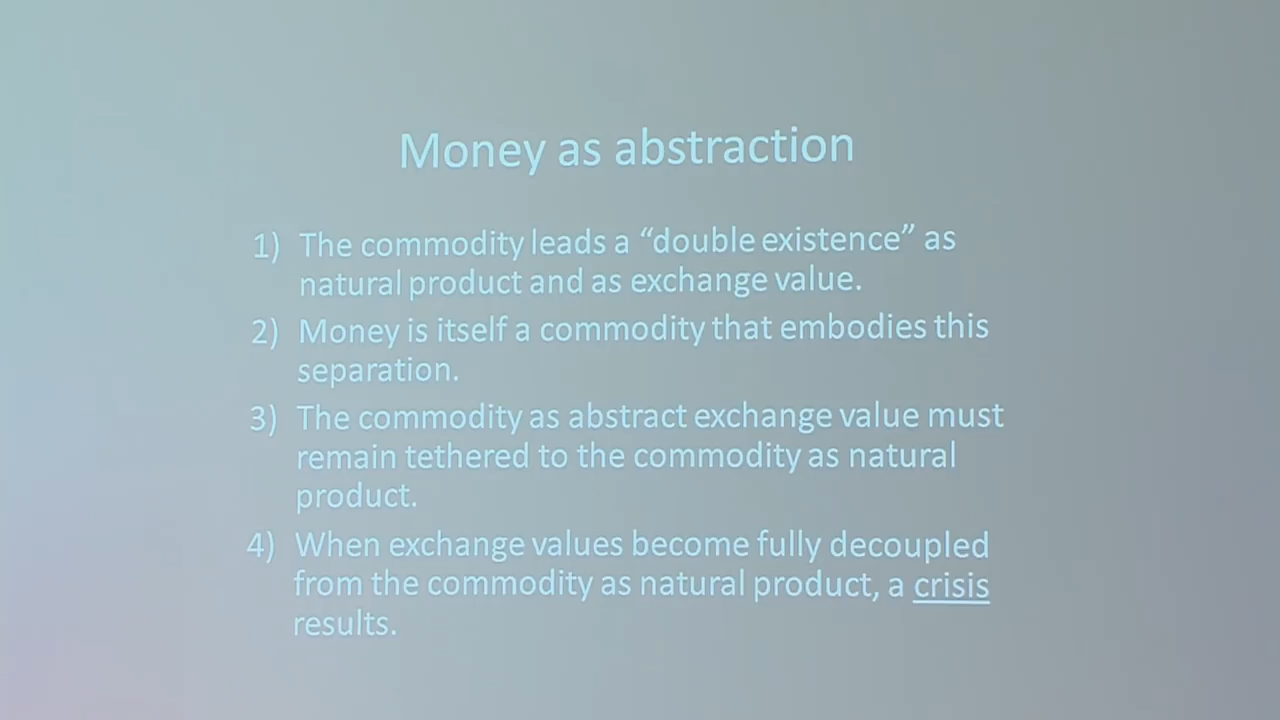 Money as abstraction
1) The commodity leads a “double existence” as
natural product and as exchange value.
2) Money is itself a commodity that embodies this
separation.
3) The commodity as abstract exchange value must
remain tethered to the commodity as natural
product.
4) When exchange values become fully decoupled
from the commodity as natural product, a crisis
results.